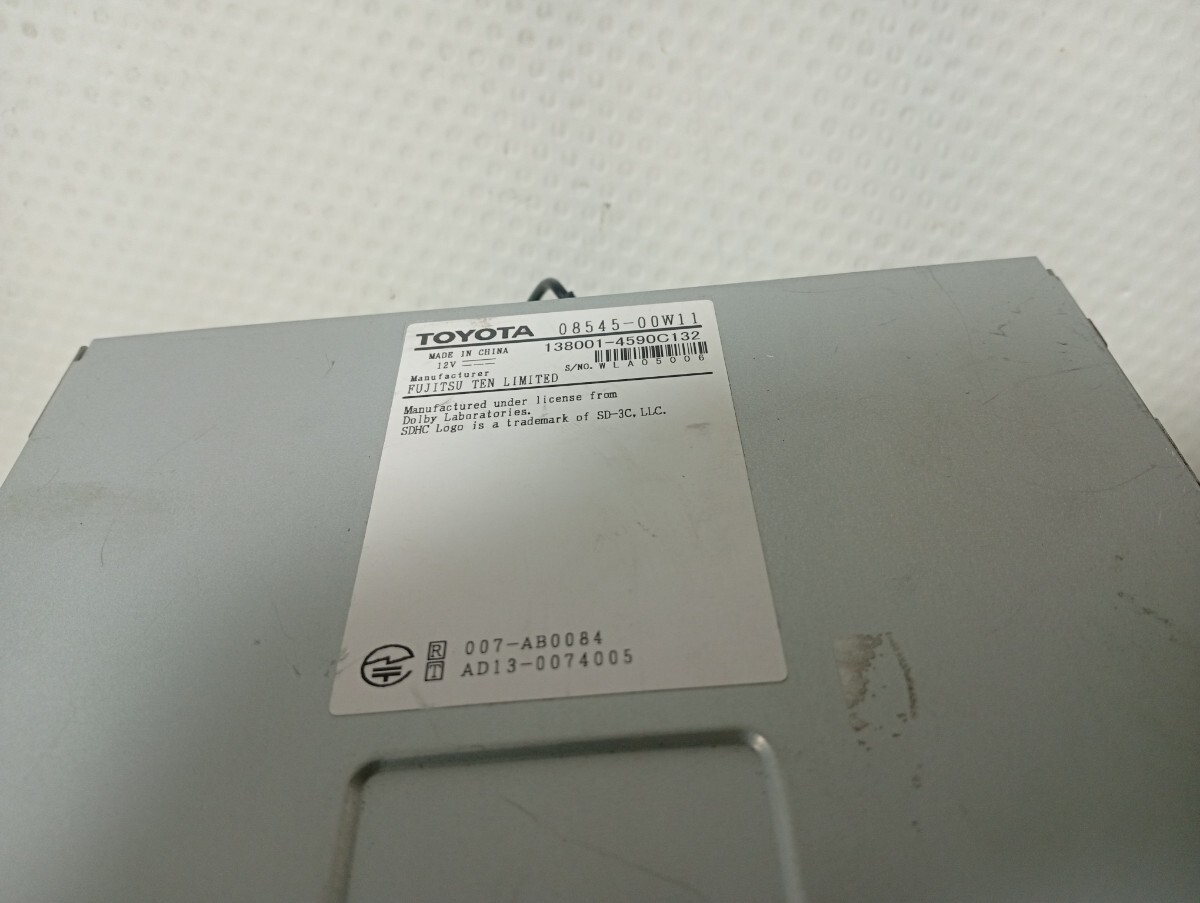 TOYOTA 08545-00W11
MADE IN CHINA 138001-4590C132
12V
S/NO. WLA05006
Manufacturer
FUJITSU TEN LIMITED
Manufactured under license from
Dolby Laboratories.
SDHC Logo is a trademark of SD-3C, LLC.
R 007-AB0084
T AD13-0074005